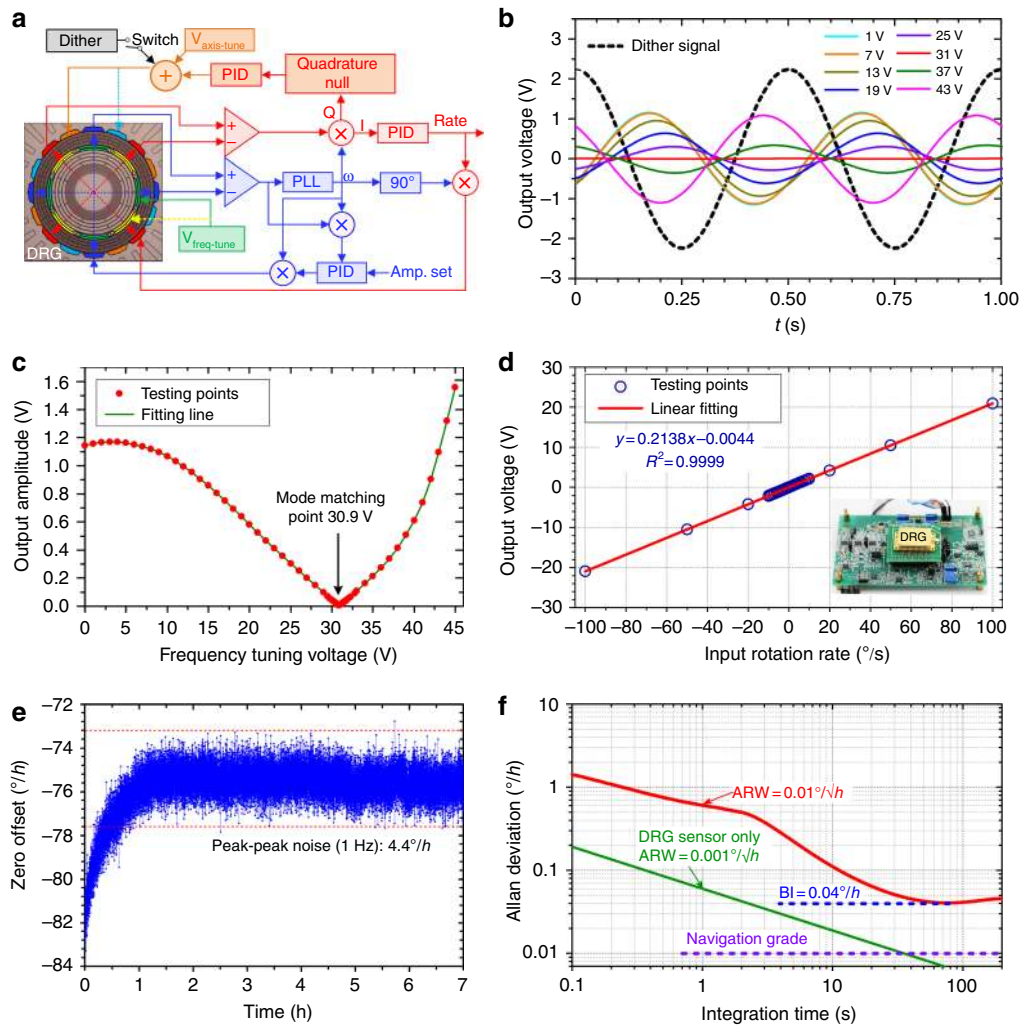 a
Dither
Switch
V axis-tune
+
PID
Quadrature
null
Q
I
PID
Rate
+
−
+
−
PLL
ω
90°
V freq-tune
DRG
PID
Amp. set
b
Output voltage (V)
3
2
1
0
−1
−2
−3
Dither signal
1 V
7 V
13 V
19 V
25 V
31 V
37 V
43 V
0
0.25
0.50
0.75
1.00
t (s)
c
Output amplitude (V)
1.6
1.4
1.2
1.0
0.8
0.6
0.4
0.2
0.0
Testing points
Fitting line
Mode matching
point 30.9 V
0 5 10 15 20 25 30 35 40 45
Frequency tuning voltage (V)
d
Output voltage (V)
30
20
10
0
−10
−20
−30
Testing points
Linear fitting
y=0.2138x−0.0044
R²=0.9999
DRG
−100 −80 −60 −40 −20 0 20 40 60 80 100
Input rotation rate (°/s)
e
Zero offset (°/h)
−72
−74
−76
−78
−80
−82
−84
Peak-peak noise (1 Hz): 4.4°/h
0 1 2 3 4 5 6 7
Time (h)
f
Allan deviation (°/h)
10
1
0.1
0.01
ARW = 0.01°/√h
DRG sensor only
ARW = 0.001°/√h
BI = 0.04°/h
Navigation grade
0.1 1 10 100
Integration time (s)